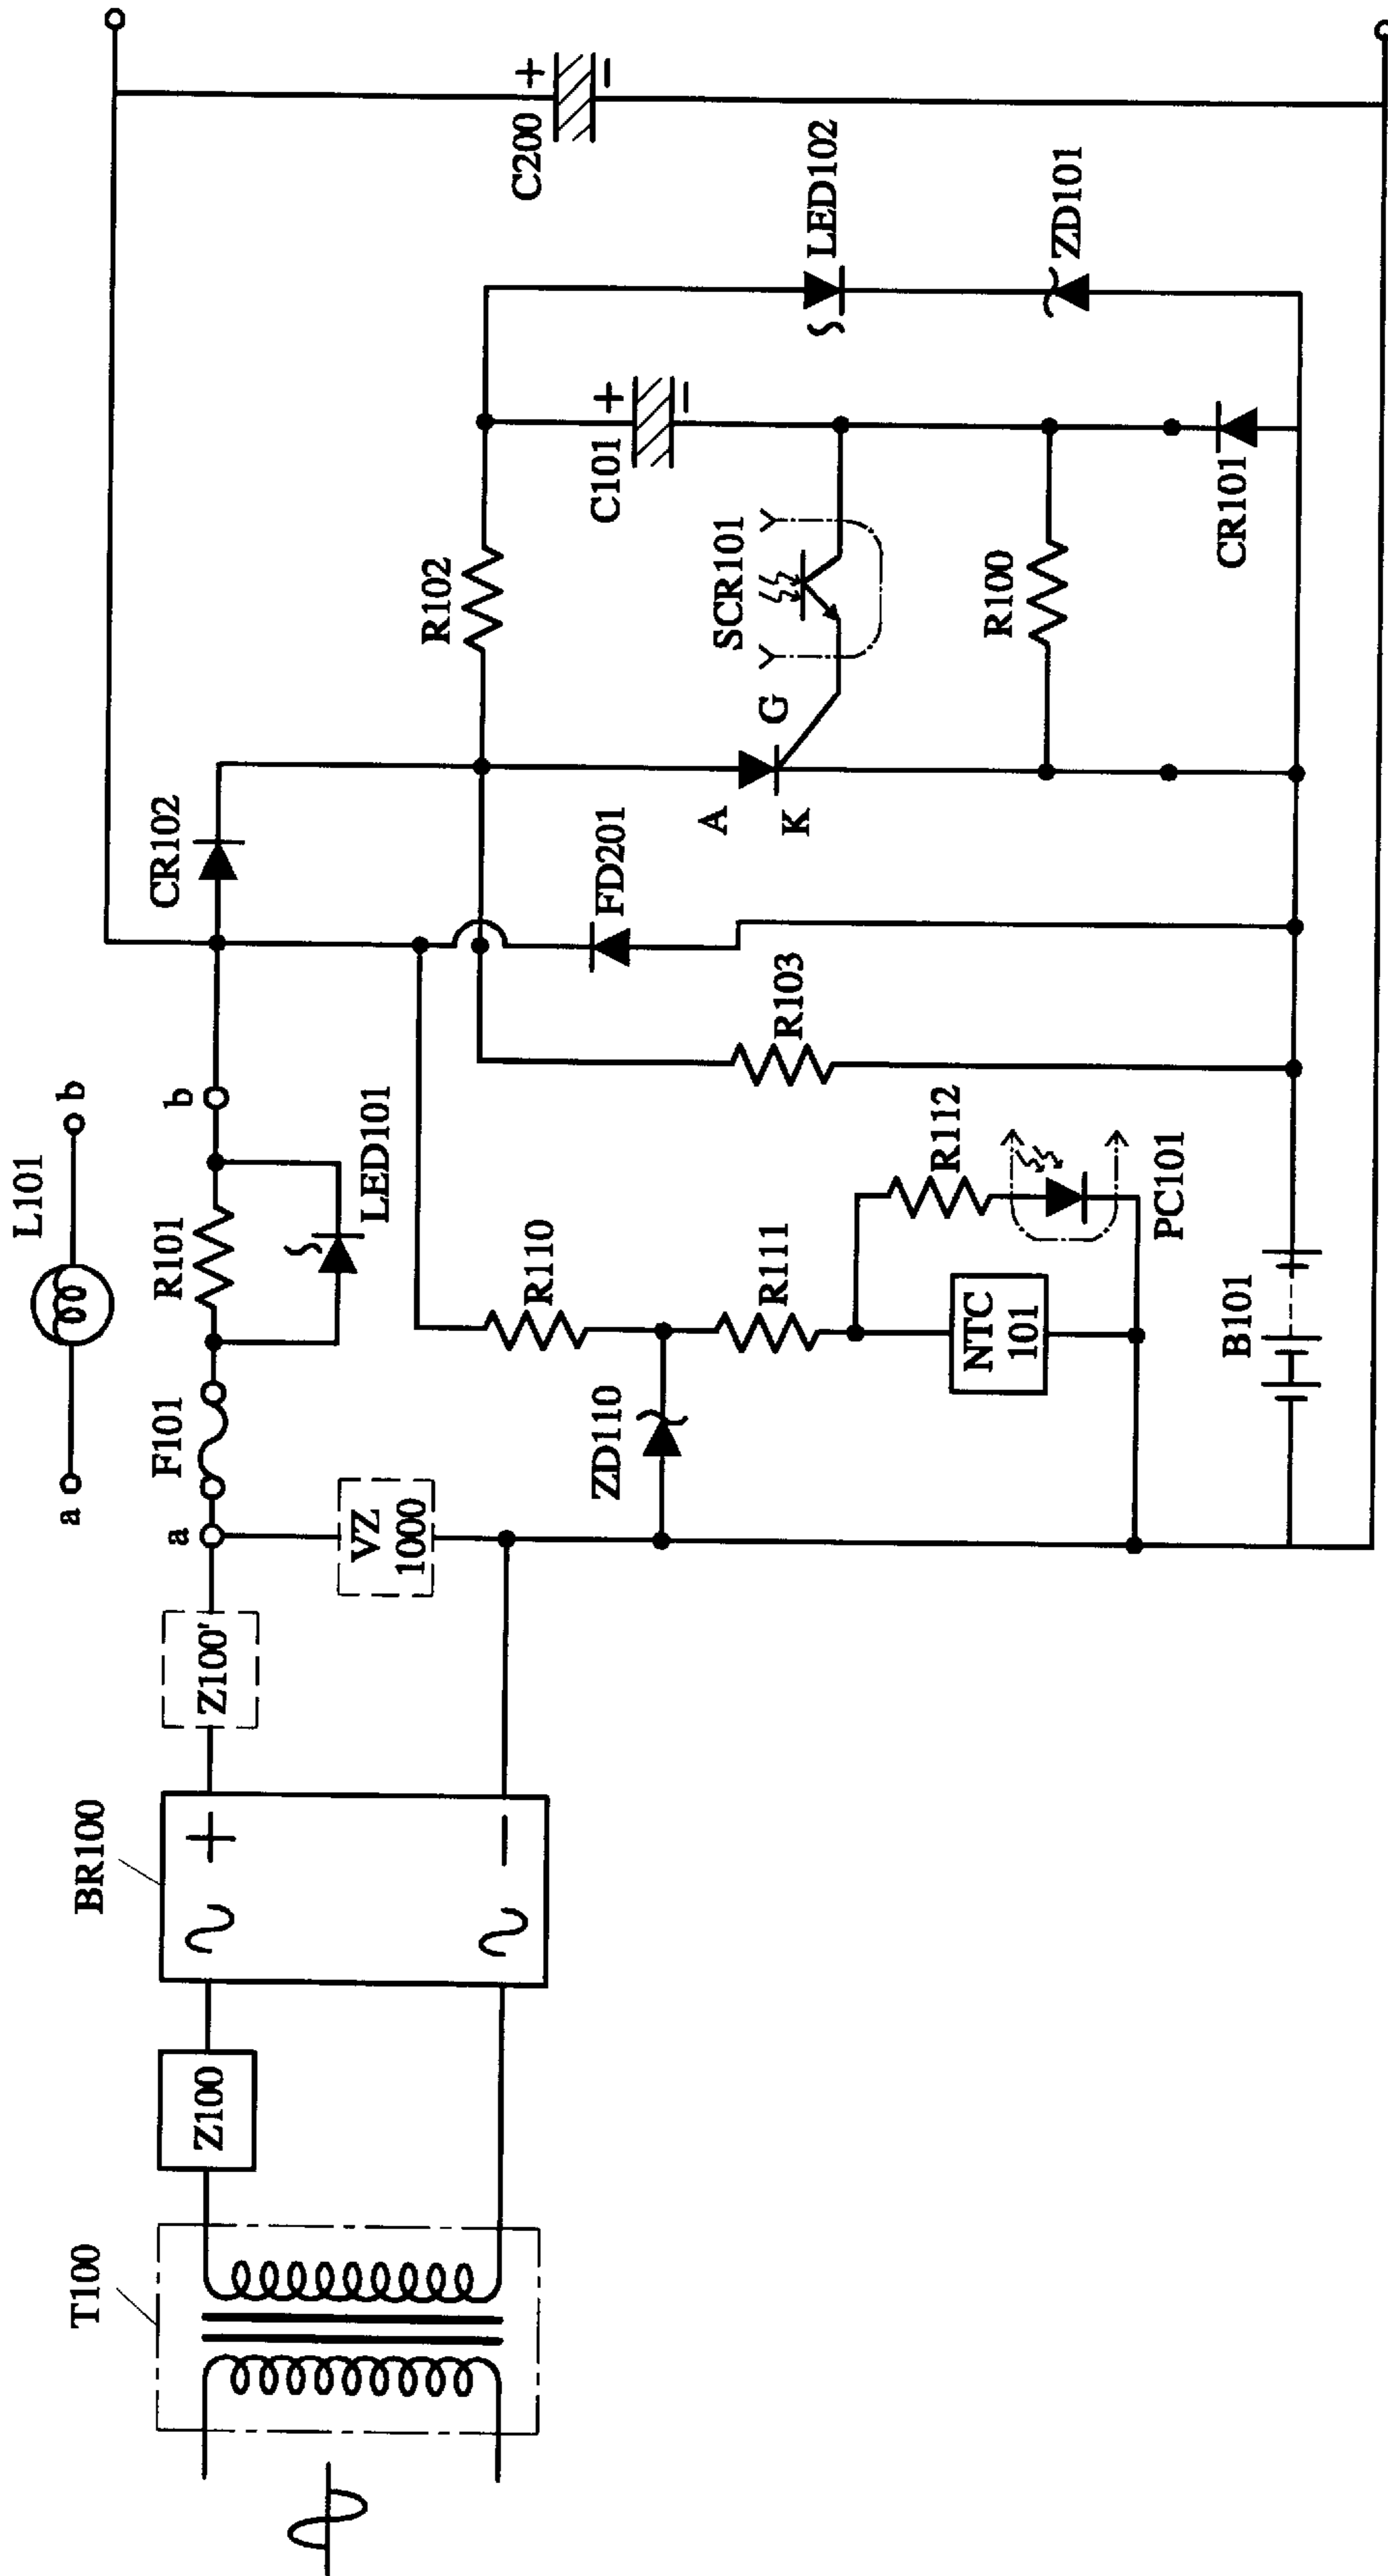 L101
a
b
T100
Z100
BR100
+
−
Z100'
a
F101
R101
b
CR102
LED101
VZ
1000
R110
ZD110
R111
R112
NTC
101
PC101
B101
R103
FD201
A
K
G
SCR101
R102
C101
+
−
R100
CR101
LED102
ZD101
C200
+
−